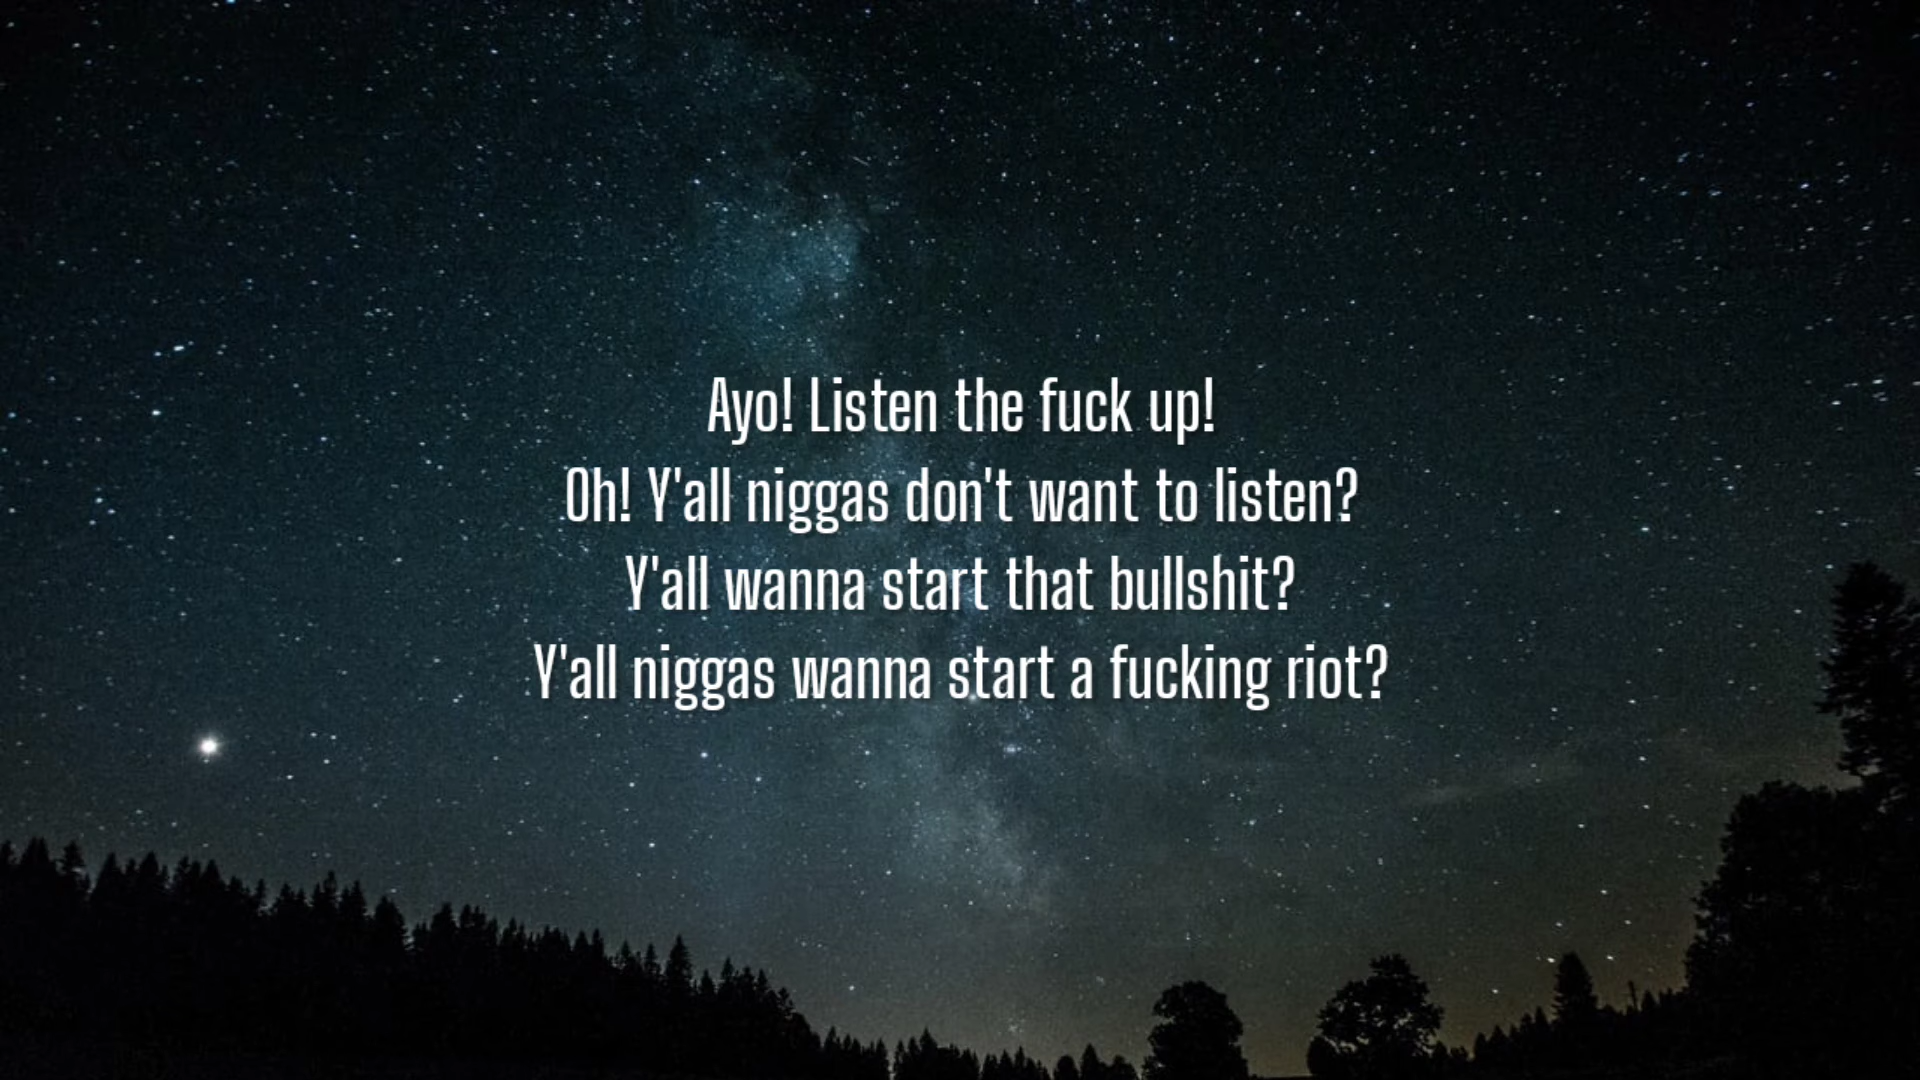 Ayo! Listen the fuck up!
Oh! Y'all niggas don't want to listen?
Y'all wanna start that bullshit?
Y'all niggas wanna start a fucking riot?